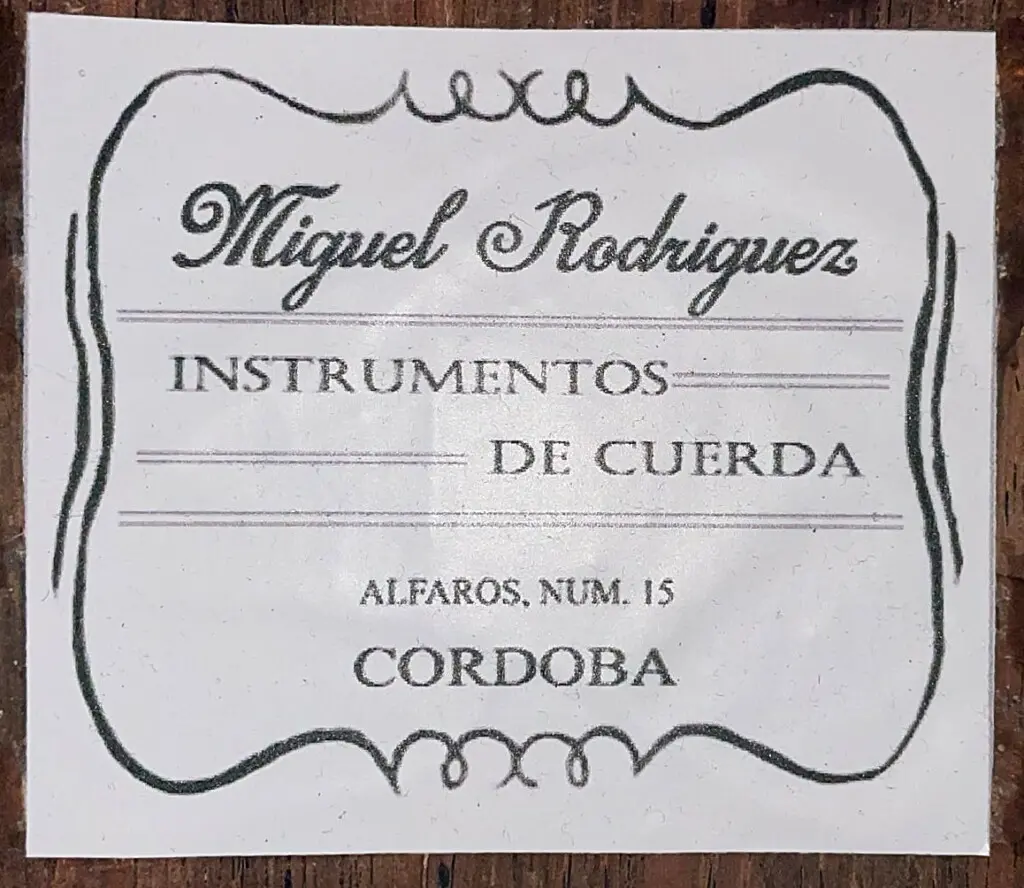 Miguel Rodriguez
INSTRUMENTOS
DE CUERDA
ALFAROS, NUM. 15
CORDOBA